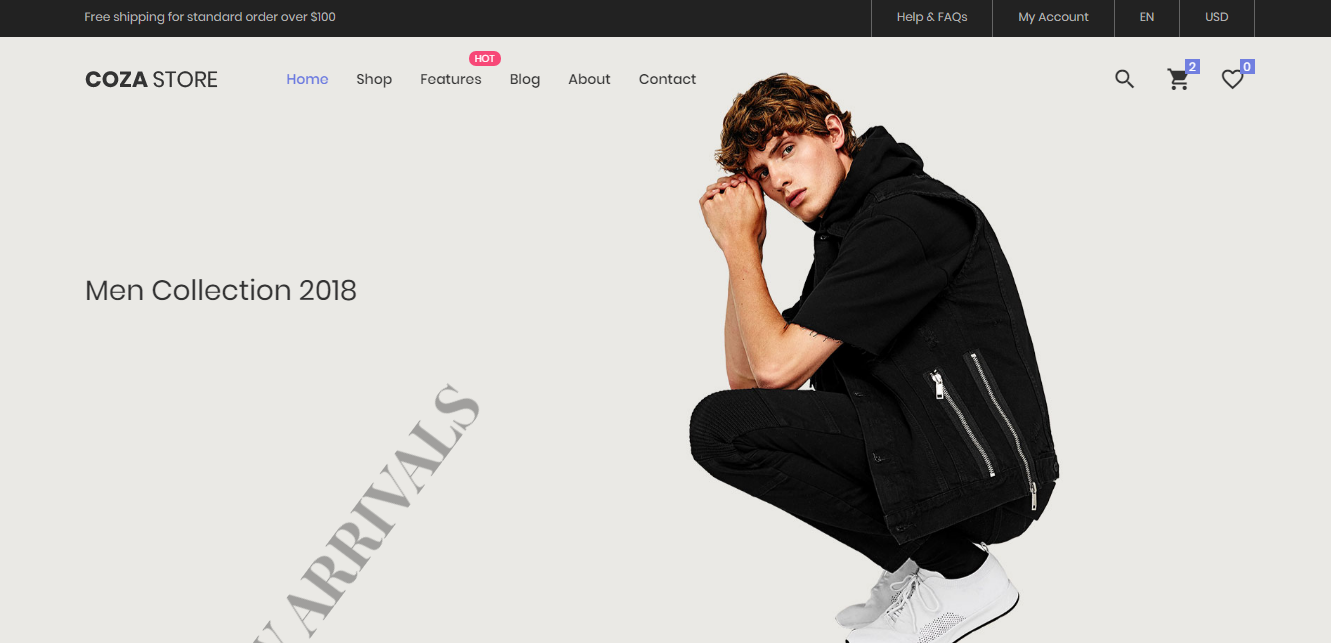 Free shipping for standard order over $100
Help & FAQs
My Account
EN
USD
COZA STORE
Home
Shop
Features
HOT
Blog
About
Contact
2
0
Men Collection 2018
ARRIVALS